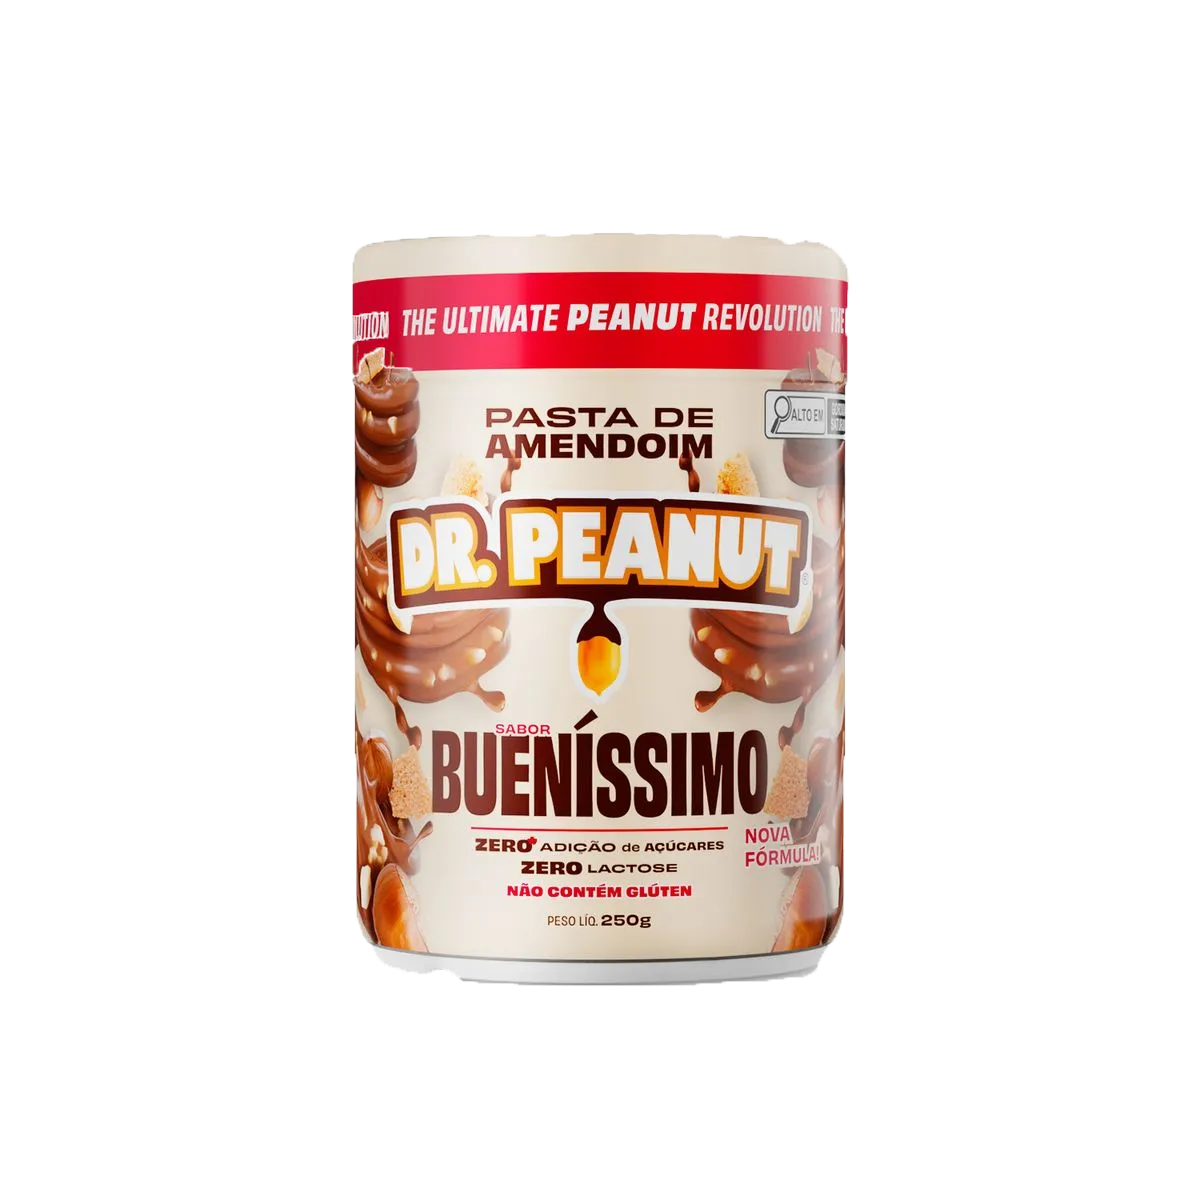 THE ULTIMATE PEANUT REVOLUTION THE
PASTA DE
AMENDOIM
ALTO EM
DR. PEANUT®
SABOR
BUENÍSSIMO
ZERO* ADIÇÃO de AÇÚCARES
ZERO LACTOSE
NÃO CONTÉM GLÚTEN
NOVA
FÓRMULA!
PESO LÍQ. 250g